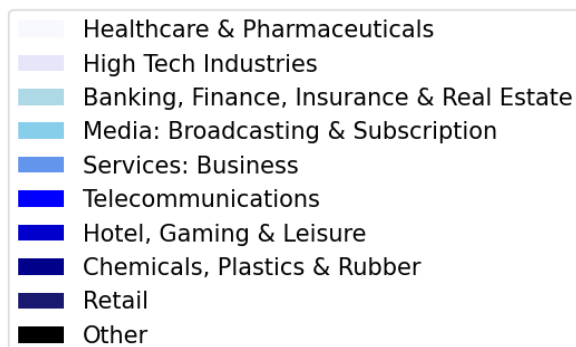 Healthcare & Pharmaceuticals
High Tech Industries
Banking, Finance, Insurance & Real Estate
Media: Broadcasting & Subscription
Services: Business
Telecommunications
Hotel, Gaming & Leisure
Chemicals, Plastics & Rubber
Retail
Other